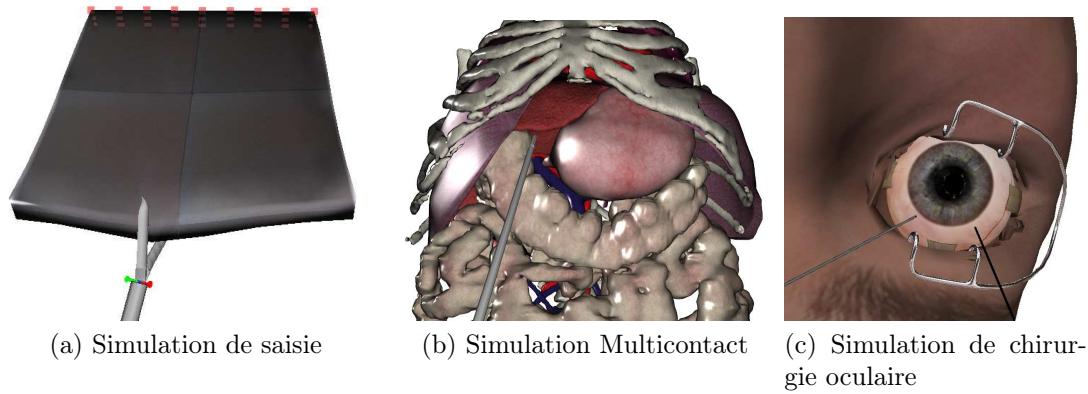 (a) Simulation de saisie
(b) Simulation Multicontact
(c) Simulation de chirur-
gie oculaire